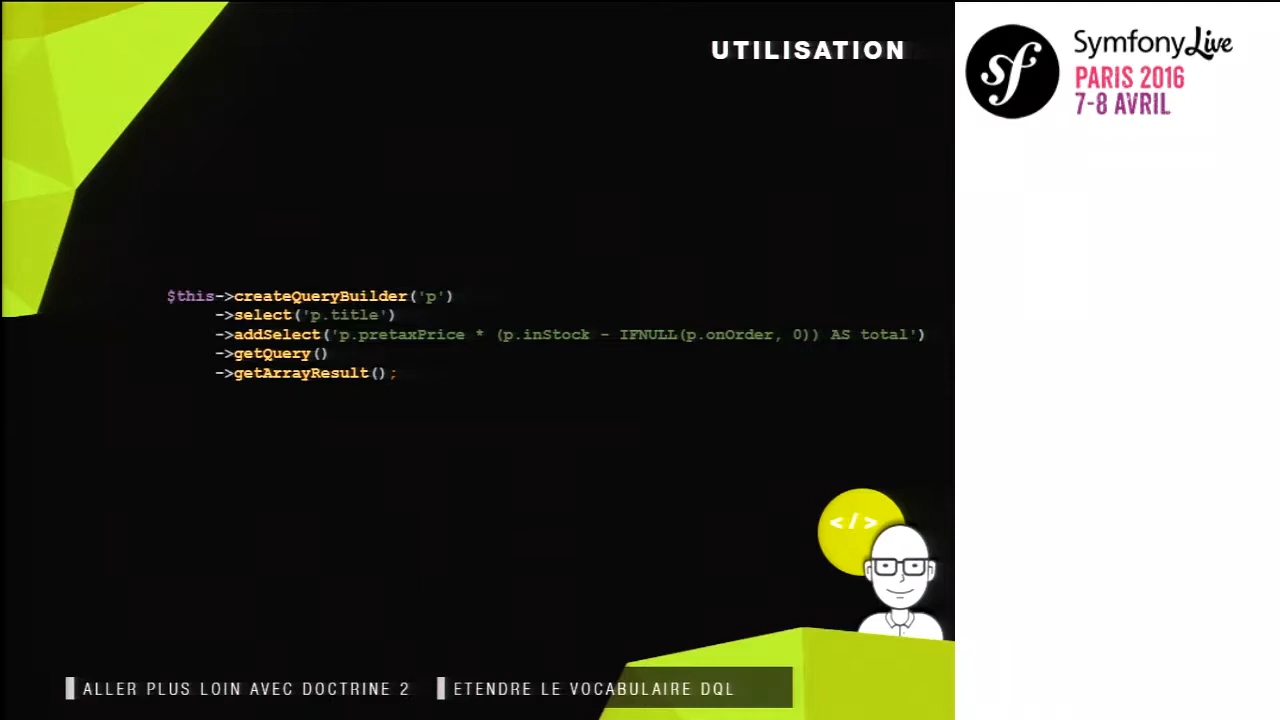 UTILISATION
$this->createQueryBuilder('p')
->select('p.title')
->addSelect('p.pretaxPrice * (p.inStock - IFNULL(p.onOrder, 0)) AS total')
->getQuery()
->getArrayResult();
</>
ALLER PLUS LOIN AVEC DOCTRINE 2
ETENDRE LE VOCABULAIRE DQL
sf
SymfonyLive
PARIS 2016
7-8 AVRIL